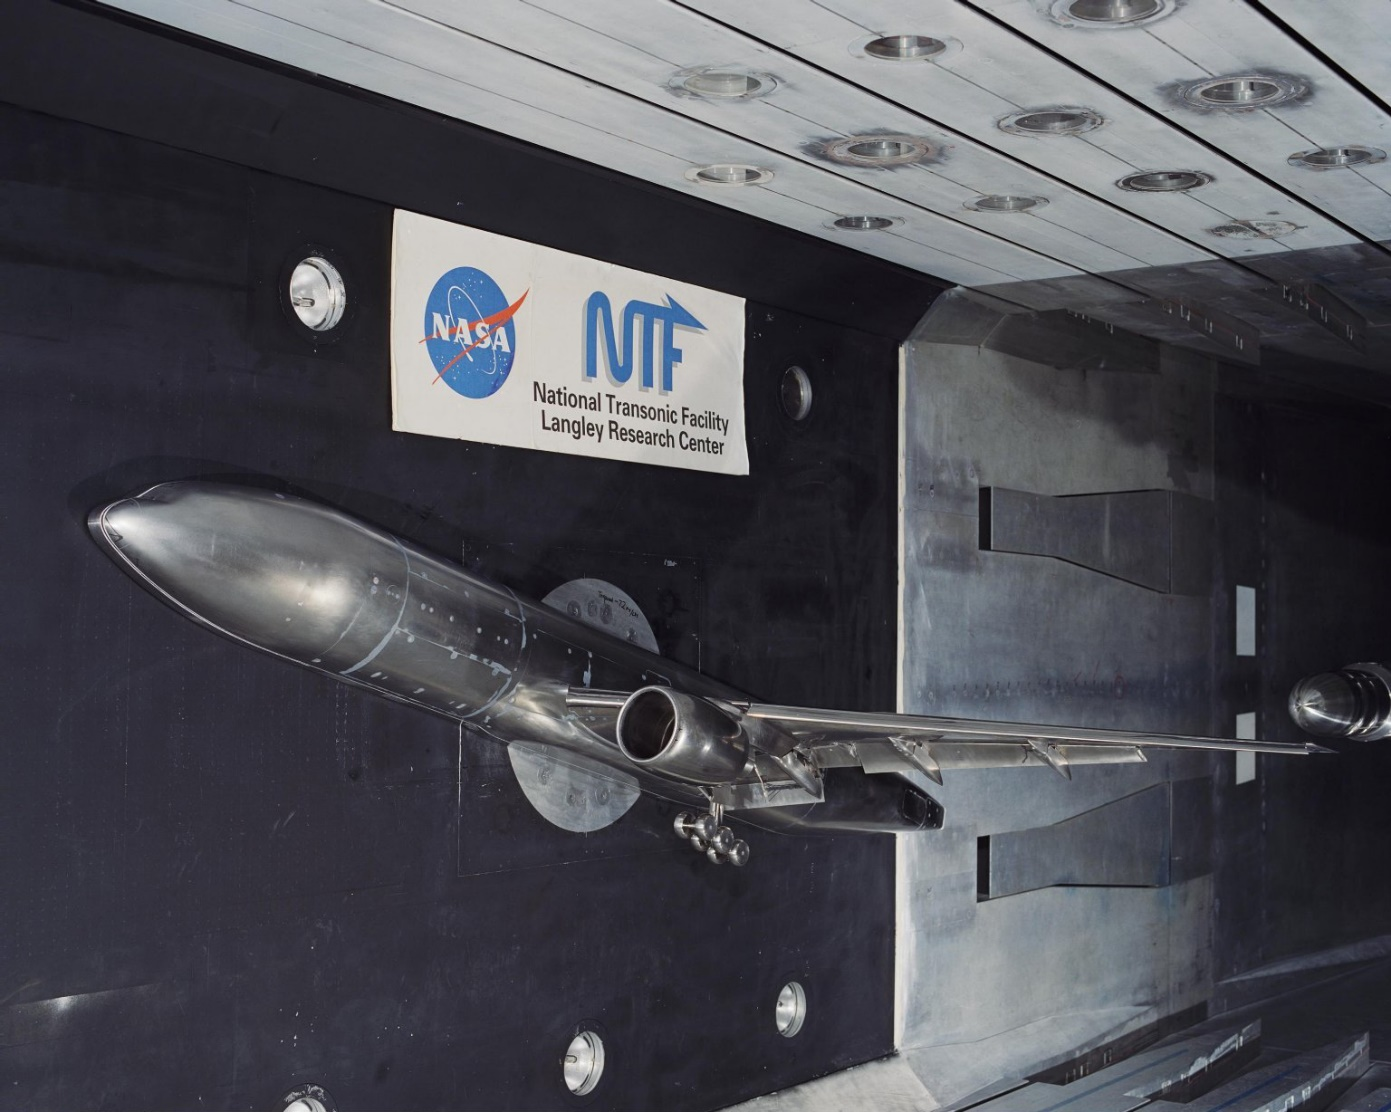 NASA
NTF
National Transonic Facility
Langley Research Center